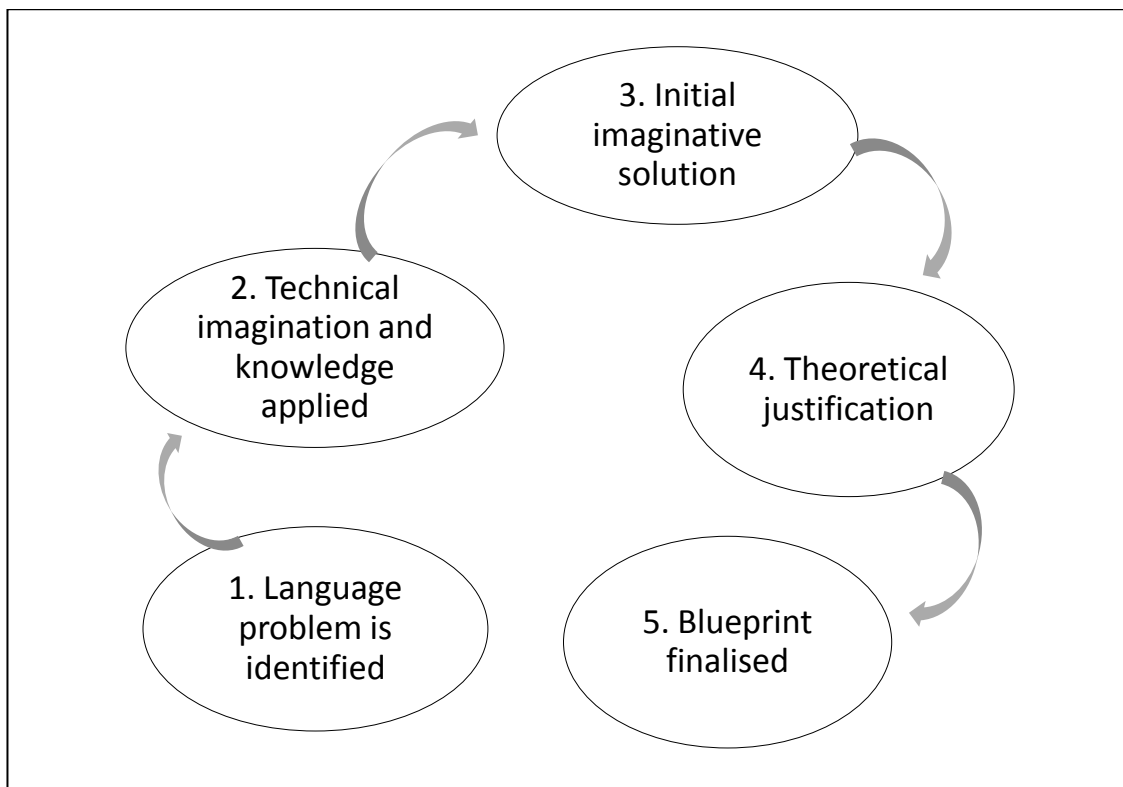 1. Language
problem is
identified
2. Technical
imagination and
knowledge
applied
3. Initial
imaginative
solution
4. Theoretical
justification
5. Blueprint
finalised